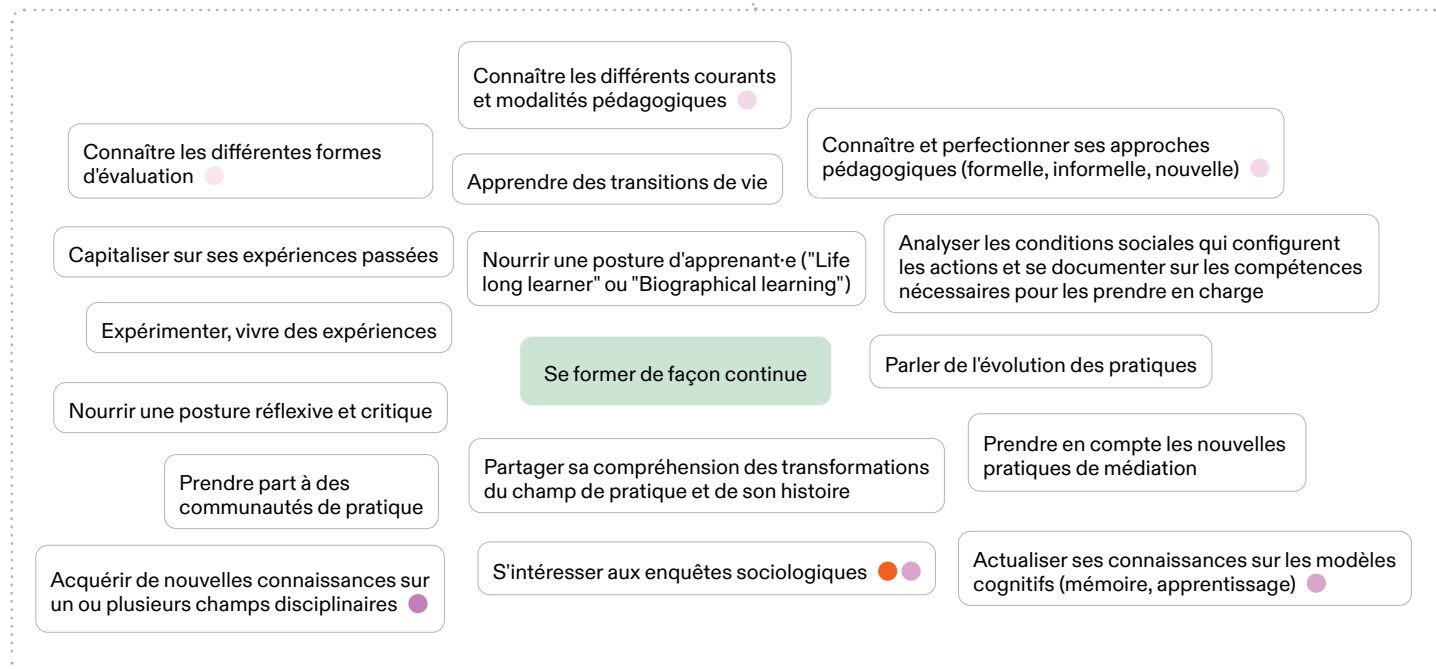 Connaître les différents courants
et modalités pédagogiques
Connaître les différentes formes
d'évaluation
Apprendre des transitions de vie
Connaître et perfectionner ses approches
pédagogiques (formelle, informelle, nouvelle)
Capitaliser sur ses expériences passées
Nourrir une posture d'apprenant·e ("Life
long learner" ou "Biographical learning")
Analyser les conditions sociales qui configurent
les actions et se documenter sur les compétences
nécessaires pour les prendre en charge
Expérimenter, vivre des expériences
Se former de façon continue
Parler de l'évolution des pratiques
Nourrir une posture réflexive et critique
Prendre part à des
communautés de pratique
Partager sa compréhension des transformations
du champ de pratique et de son histoire
Prendre en compte les nouvelles
pratiques de médiation
Acquérir de nouvelles connaissances sur
un ou plusieurs champs disciplinaires
S'intéresser aux enquêtes sociologiques
Actualiser ses connaissances sur les modèles
cognitifs (mémoire, apprentissage)